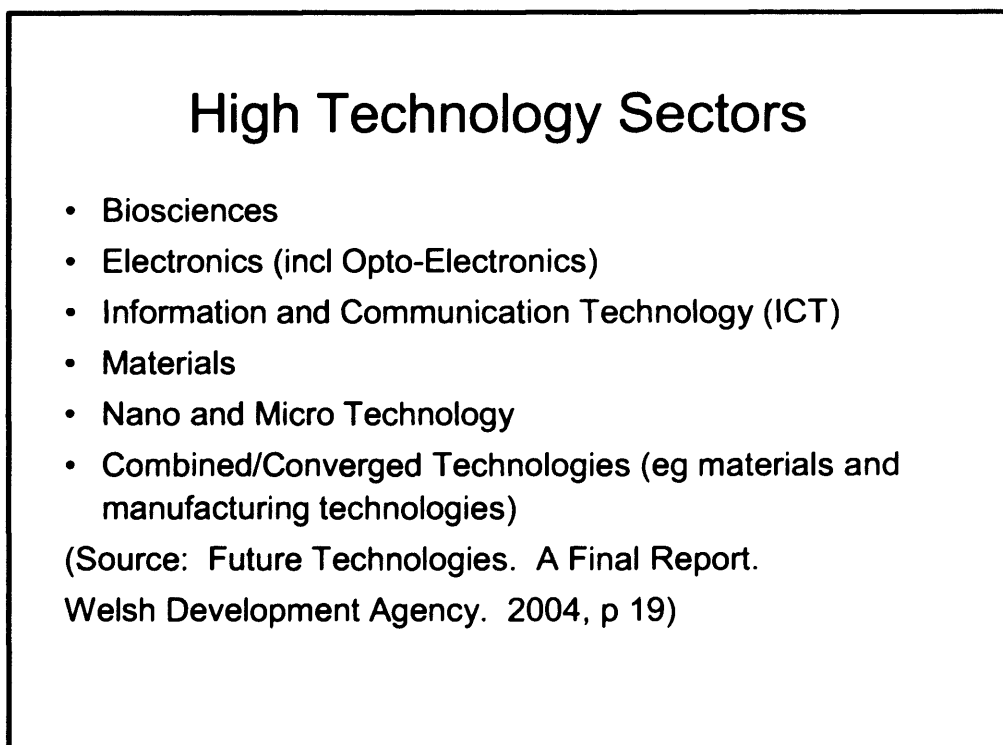 High Technology Sectors
• Biosciences
• Electronics (incl Opto-Electronics)
• Information and Communication Technology (ICT)
• Materials
• Nano and Micro Technology
• Combined/Converged Technologies (eg materials and
manufacturing technologies)
(Source: Future Technologies. A Final Report.
Welsh Development Agency. 2004, p 19)